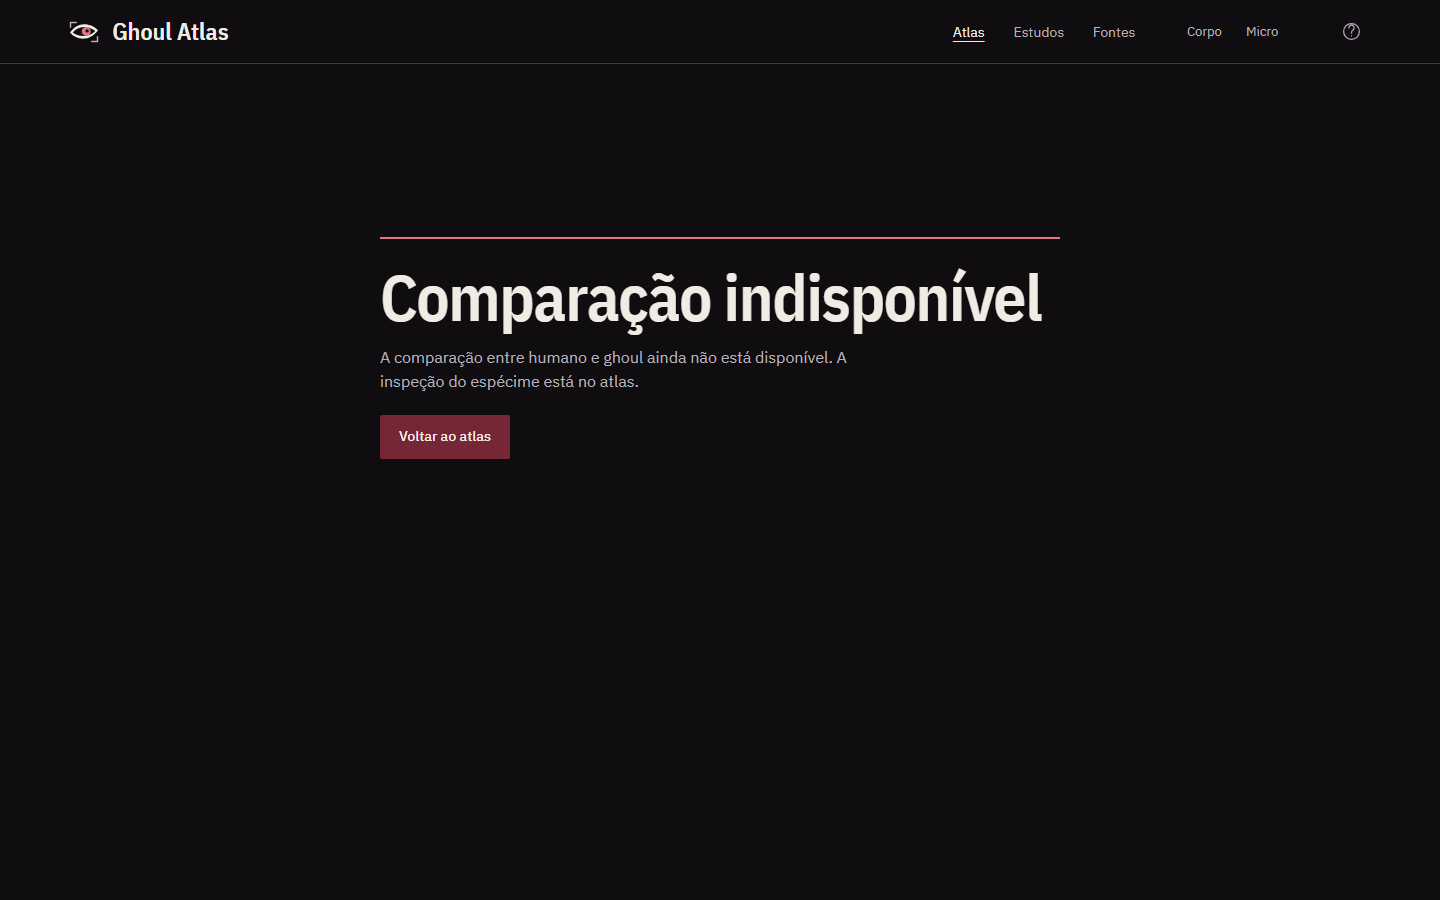 Ghoul Atlas
Atlas Estudos Fontes Corpo Micro ?
Comparação indisponível
A comparação entre humano e ghoul ainda não está disponível. A
inspeção do espécime está no atlas.
Voltar ao atlas